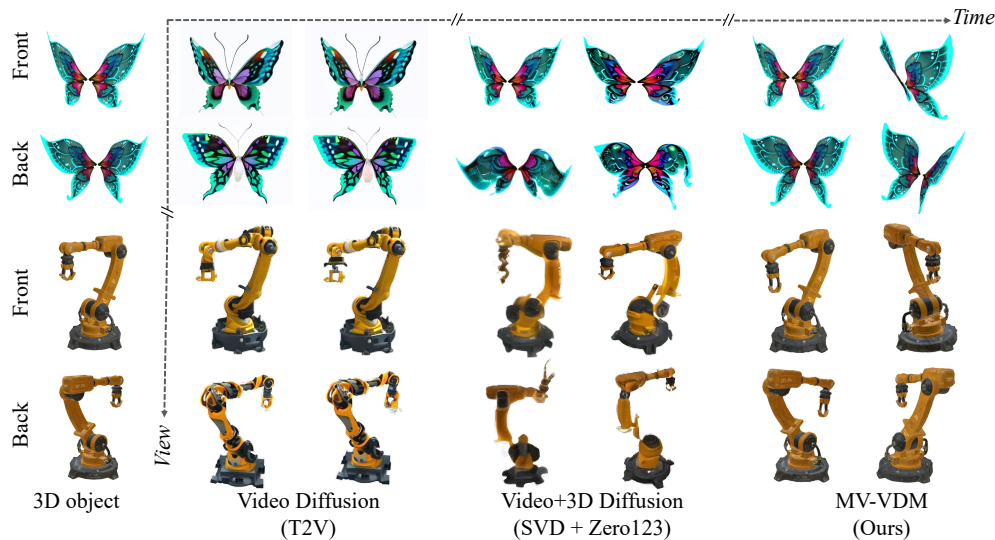 Time
Front
Back
Front
Back
View
3D object
Video Diffusion
(T2V)
Video+3D Diffusion
(SVD + Zero123)
MV-VDM
(Ours)